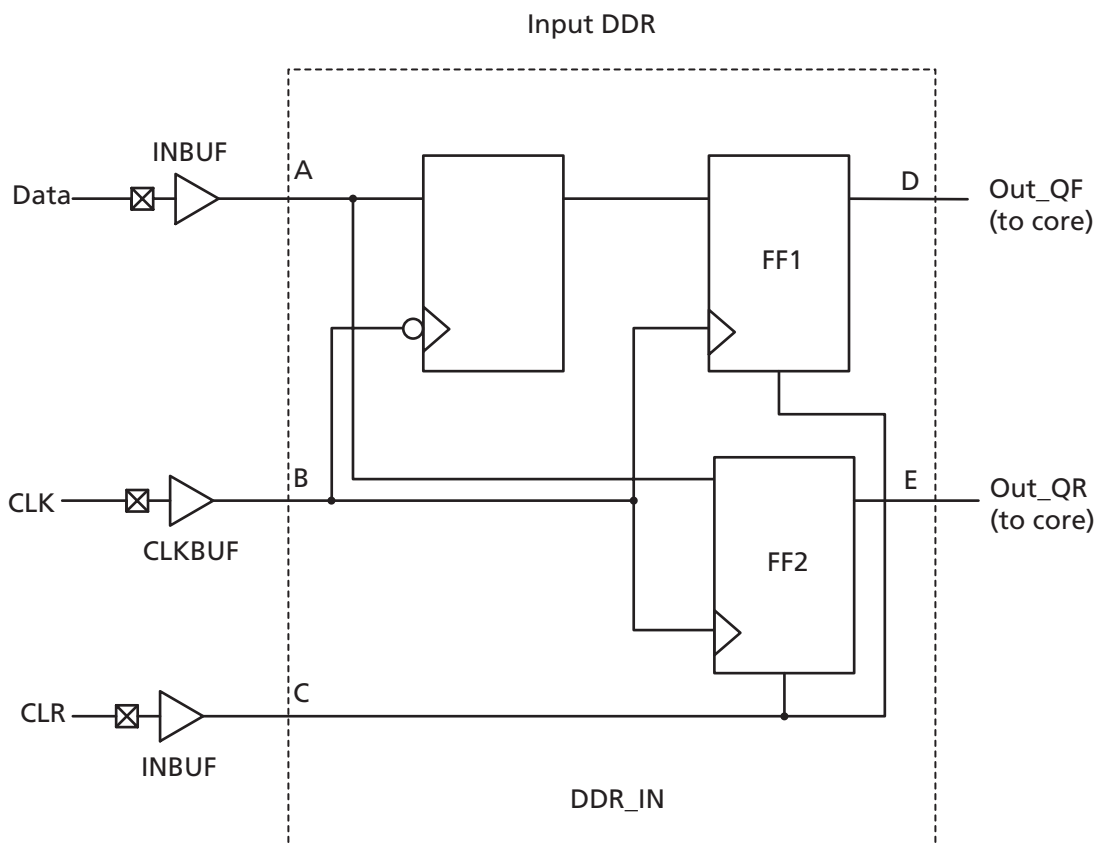 Input DDR
INBUF
Data
A
D
Out_QF
(to core)
FF1
B
CLK
CLKBUF
E
Out_QR
(to core)
FF2
C
CLR
INBUF
DDR_IN